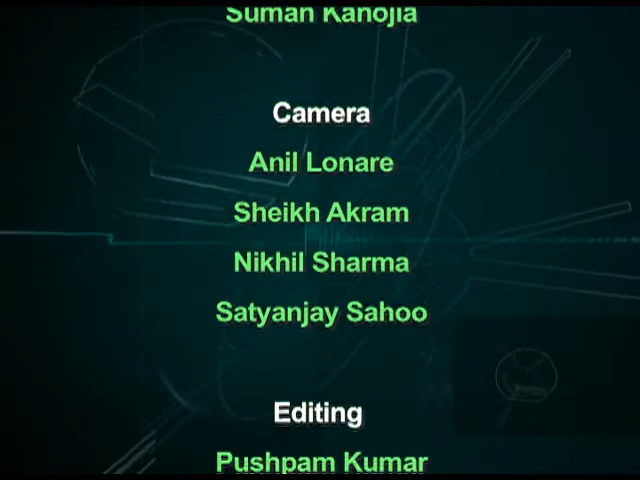 Suman Kanojia
Camera
Anil Lonare
Sheikh Akram
Nikhil Sharma
Satyanjay Sahoo
Editing
Pushpam Kumar